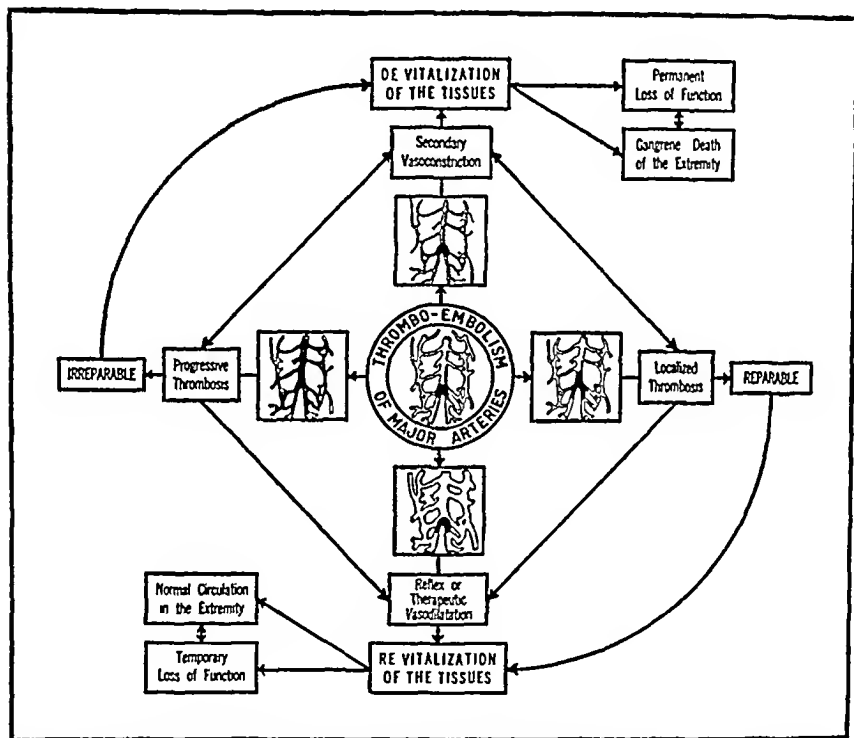 DE VITALIZATION
OF THE TISSUES
Permanent
Loss of Function
Gangrene Death
of the Extremity
Secondary
Vasoconstriction
THROMBO-EMBOLISM
OF MAJOR ARTERIES
IRREPARABLE
Progressive
Thrombosis
Localized
Thrombosis
REPARABLE
Reflex or
Therapeutic
Vasodilatation
Normal Circulation
in the Extremity
Temporary
Loss of Function
RE VITALIZATION
OF THE TISSUES